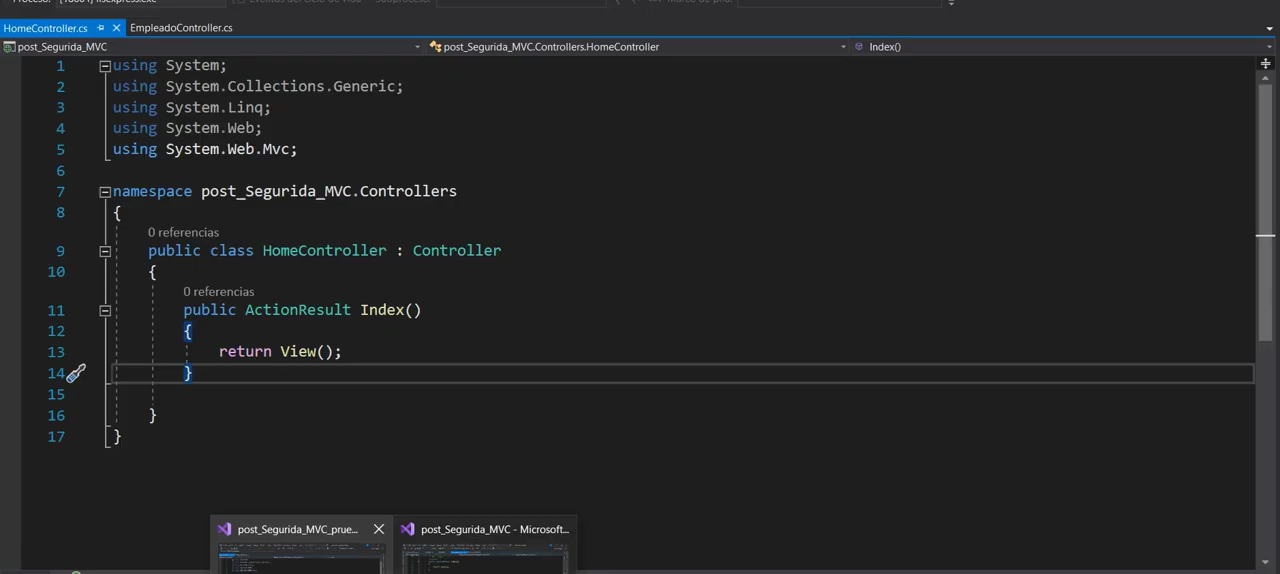 HomeController.cs EmpleadoController.cs
post_Segurida_MVC post_Segurida_MVC.Controllers.HomeController Index()
1 using System;
2 using System.Collections.Generic;
3 using System.Linq;
4 using System.Web;
5 using System.Web.Mvc;
6
7 namespace post_Segurida_MVC.Controllers
8 {
0 referencias
9 public class HomeController : Controller
10 {
0 referencias
11 public ActionResult Index()
12 {
13 return View();
14 }
15
16 }
17 }
post_Segurida_MVC_prue... post_Segurida_MVC - Microsoft...